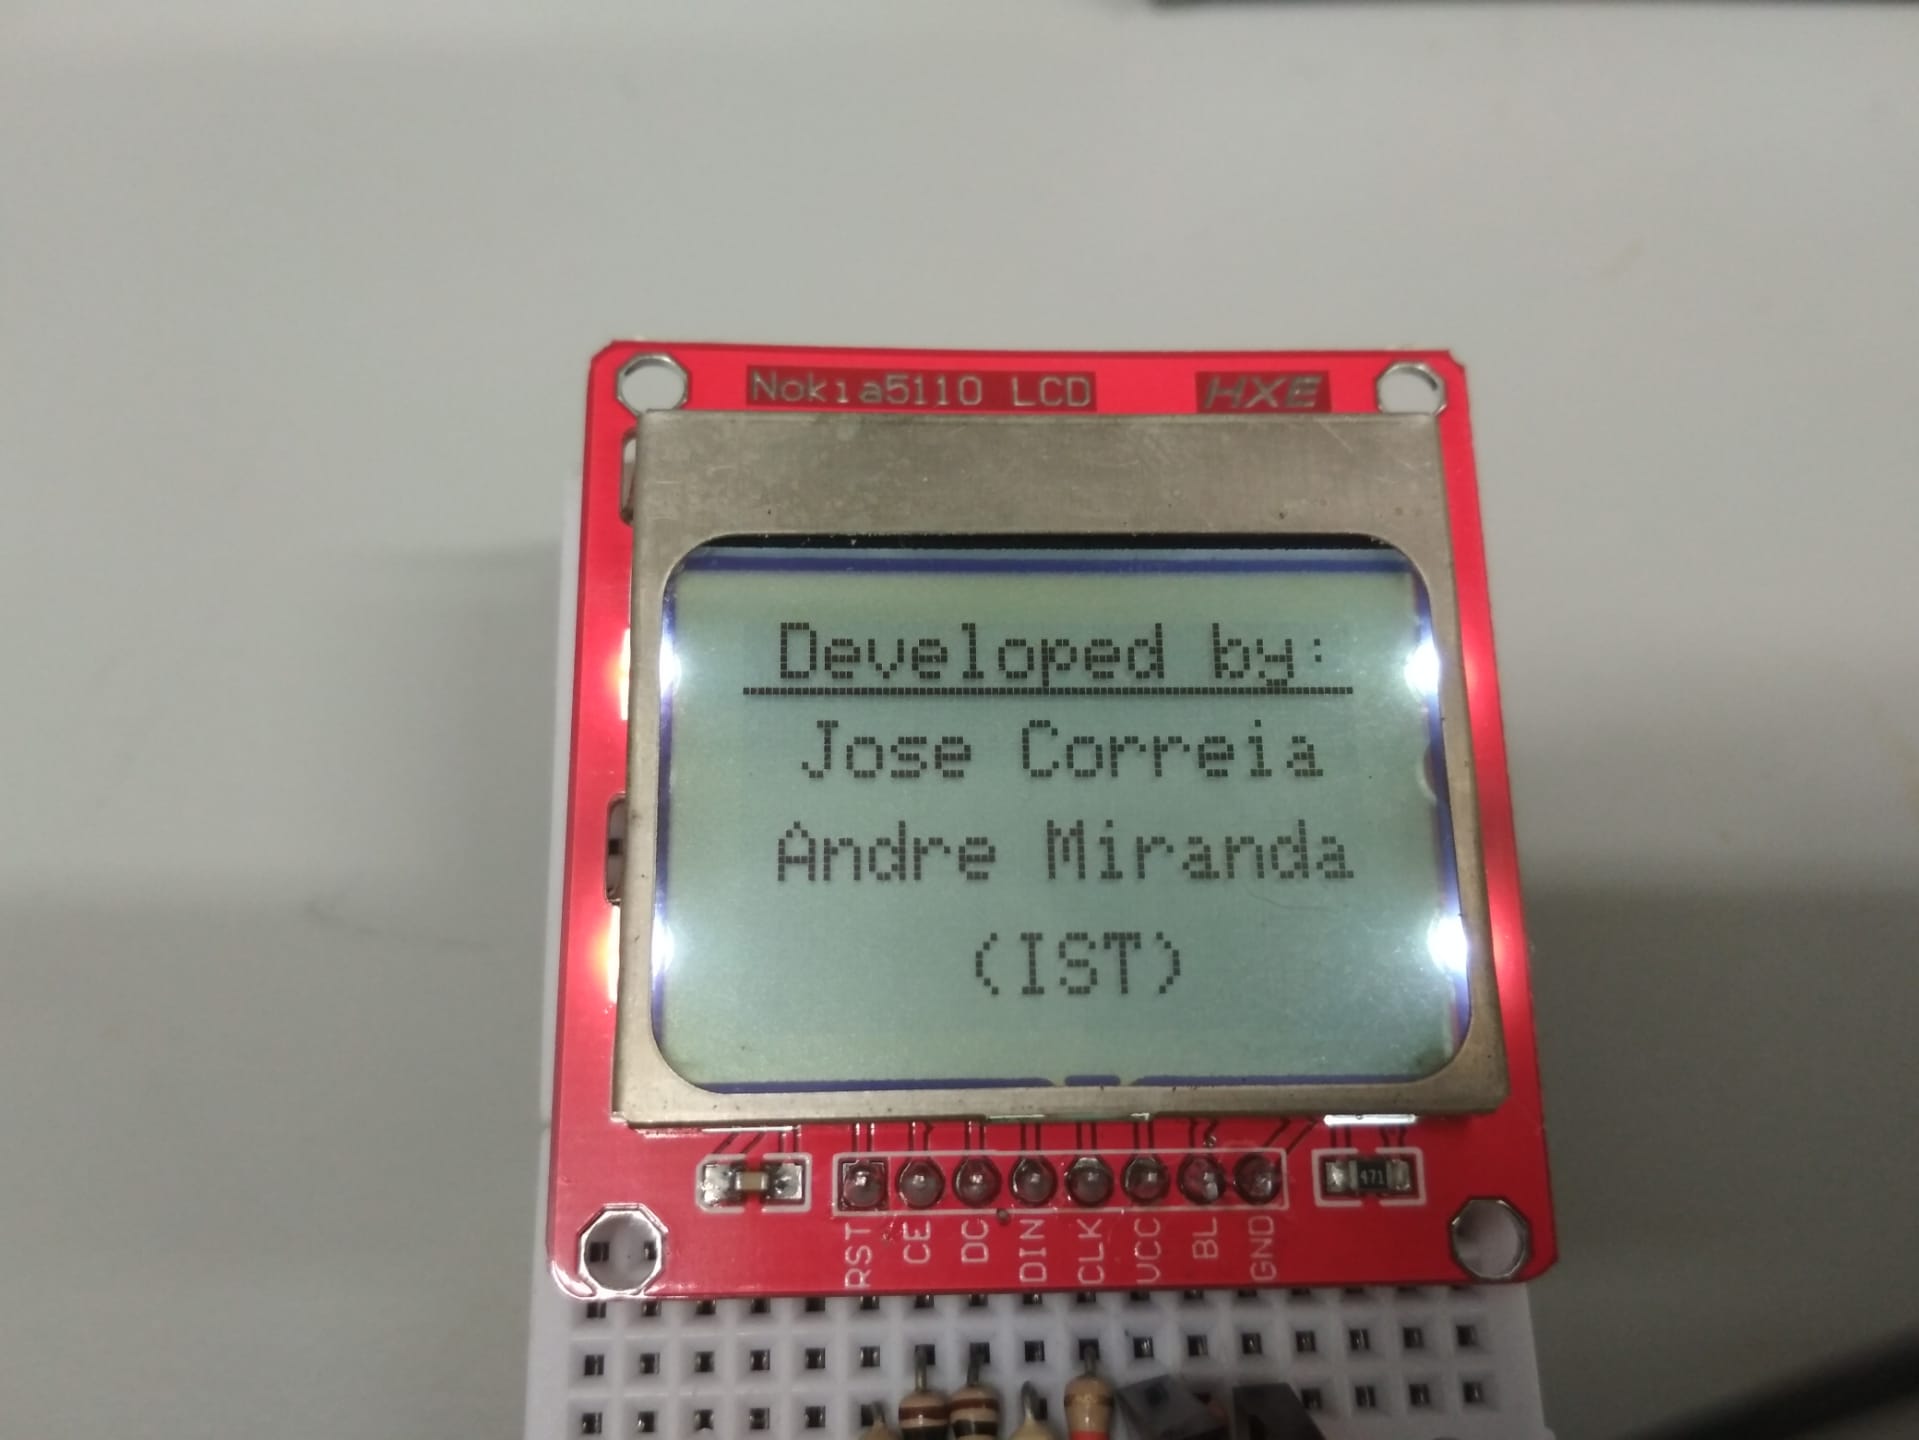 Nokia5110 LCD HXE
Developed by:
Jose Correia
Andre Miranda
(IST)
471
RST CE DC DIN CLK VCC BL GND